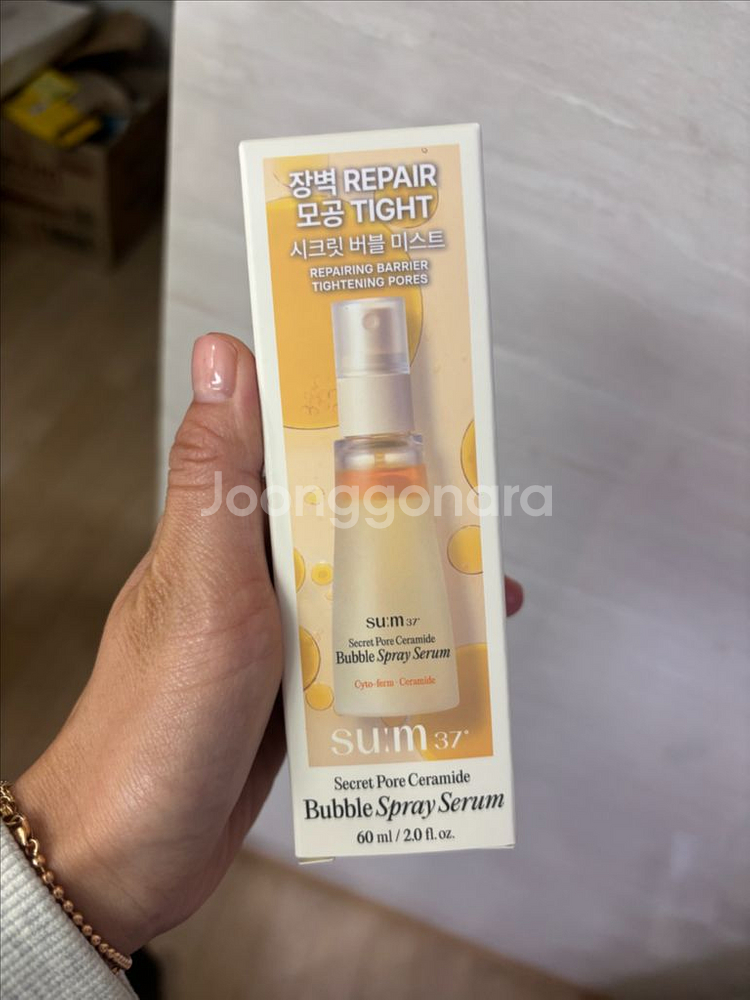 장벽 REPAIR
모공 TIGHT
시크릿 버블 미스트
REPAIRING BARRIER
TIGHTENING PORES
Joonggonara
su:m 37°
Secret Pore Ceramide
Bubble Spray Serum
Cyto-ferm · Ceramide
su:m 37°
Secret Pore Ceramide
Bubble Spray Serum
60 ml / 2.0 fl. oz.